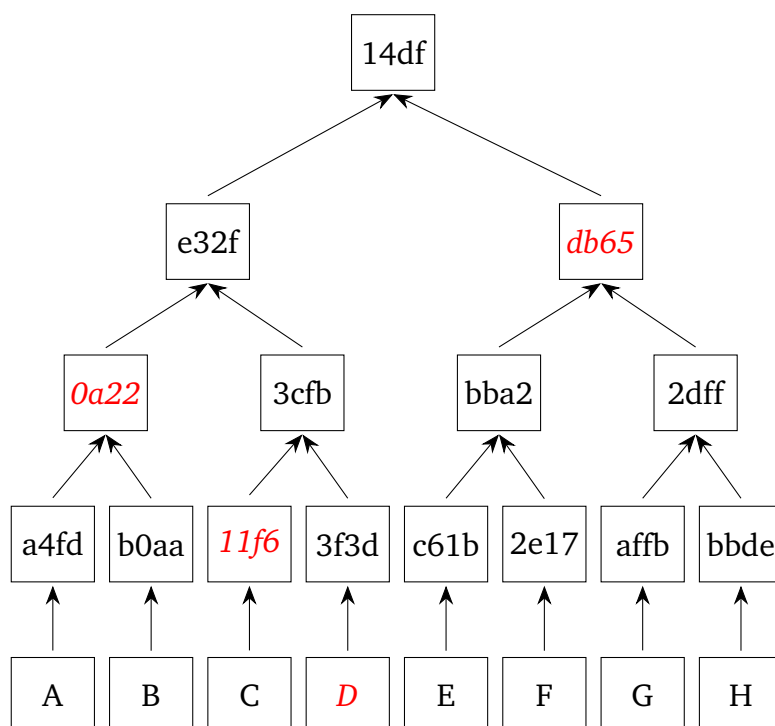 14df
e32f db65
0a22 3cfb bba2 2dff
a4fd b0aa 11f6 3f3d c61b 2e17 affb bbde
A B C D E F G H